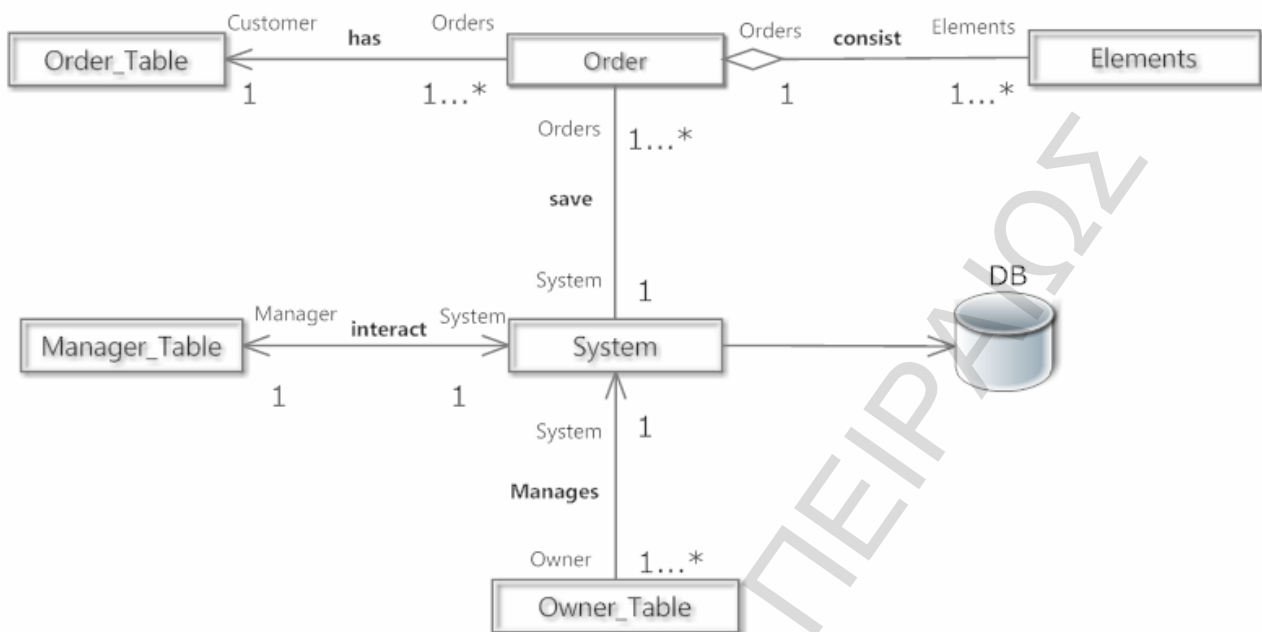 Customer
has
Orders
Order_Table
1
1...*
Order
Orders
consist
Elements
1
1...*
Elements
Orders
1...*
save
System
1
DB
Manager
interact
System
Manager_Table
1
1
System
System
1
Manages
Owner
1...*
Owner_Table
ΠΕΙΡΑΙΩΣ